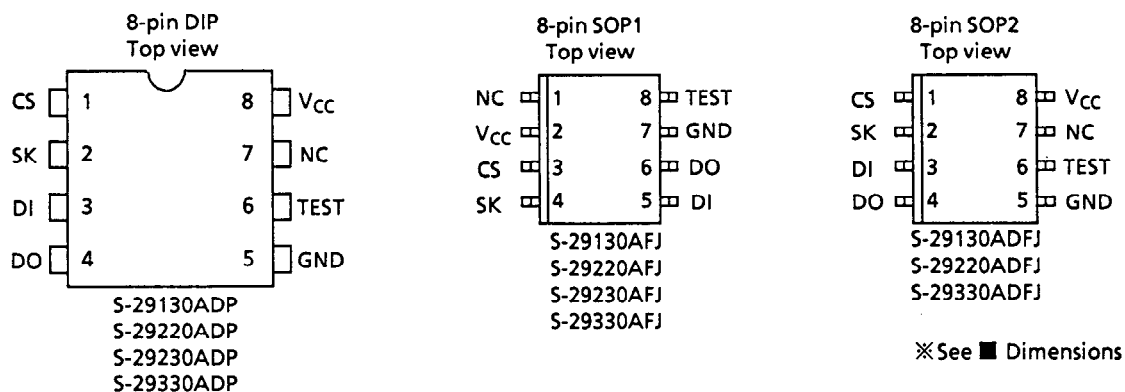 8-pin DIP
Top view
CS 1 8 VCC
SK 2 7 NC
DI 3 6 TEST
DO 4 5 GND
S-29130ADP
S-29220ADP
S-29230ADP
S-29330ADP
8-pin SOP1
Top view
NC 1 8 TEST
VCC 2 7 GND
CS 3 6 DO
SK 4 5 DI
S-29130AFJ
S-29220AFJ
S-29230AFJ
S-29330AFJ
8-pin SOP2
Top view
CS 1 8 VCC
SK 2 7 NC
DI 3 6 TEST
DO 4 5 GND
S-29130ADFJ
S-29220ADFJ
S-29330ADFJ
※See ■ Dimensions